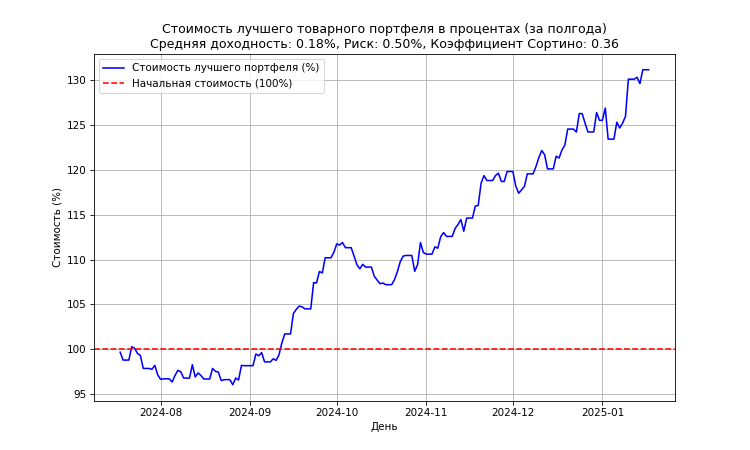 Стоимость лучшего товарного портфеля в процентах (за полгода)
Средняя доходность: 0.18%, Риск: 0.50%, Коэффициент Сортино: 0.36
Стоимость лучшего портфеля (%)
Начальная стоимость (100%)
Стоимость (%)
130
125
120
115
110
105
100
95
2024-08 2024-09 2024-10 2024-11 2024-12 2025-01
День